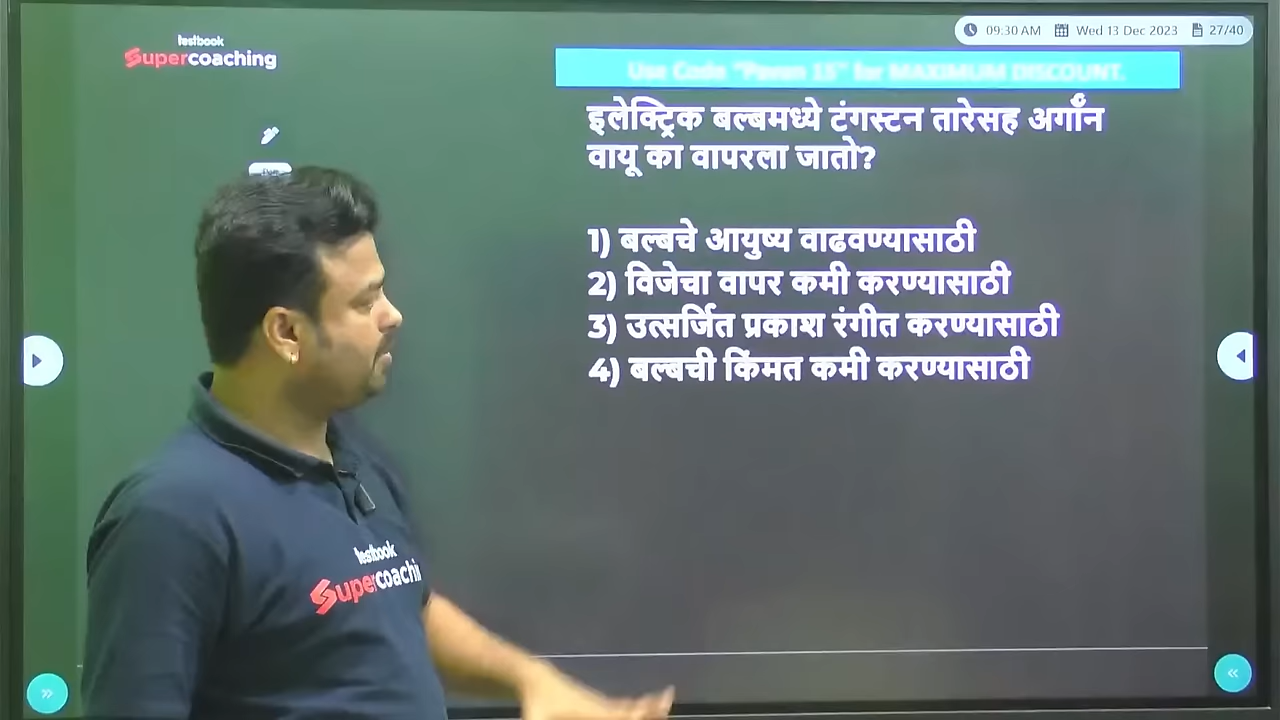 testbook
Supercoaching
09:30 AM Wed 13 Dec 2023 27/40
Use Code "Pavan 15" for MAXIMUM DISCOUNT.
इलेक्ट्रिक बल्बमध्ये टंगस्टन तारेसह अर्गॉन
वायू का वापरला जातो?
1) बल्बचे आयुष्य वाढवण्यासाठी
2) विजेचा वापर कमी करण्यासाठी
3) उत्सर्जित प्रकाश रंगीत करण्यासाठी
4) बल्बची किंमत कमी करण्यासाठी
testbook
Supercoachi